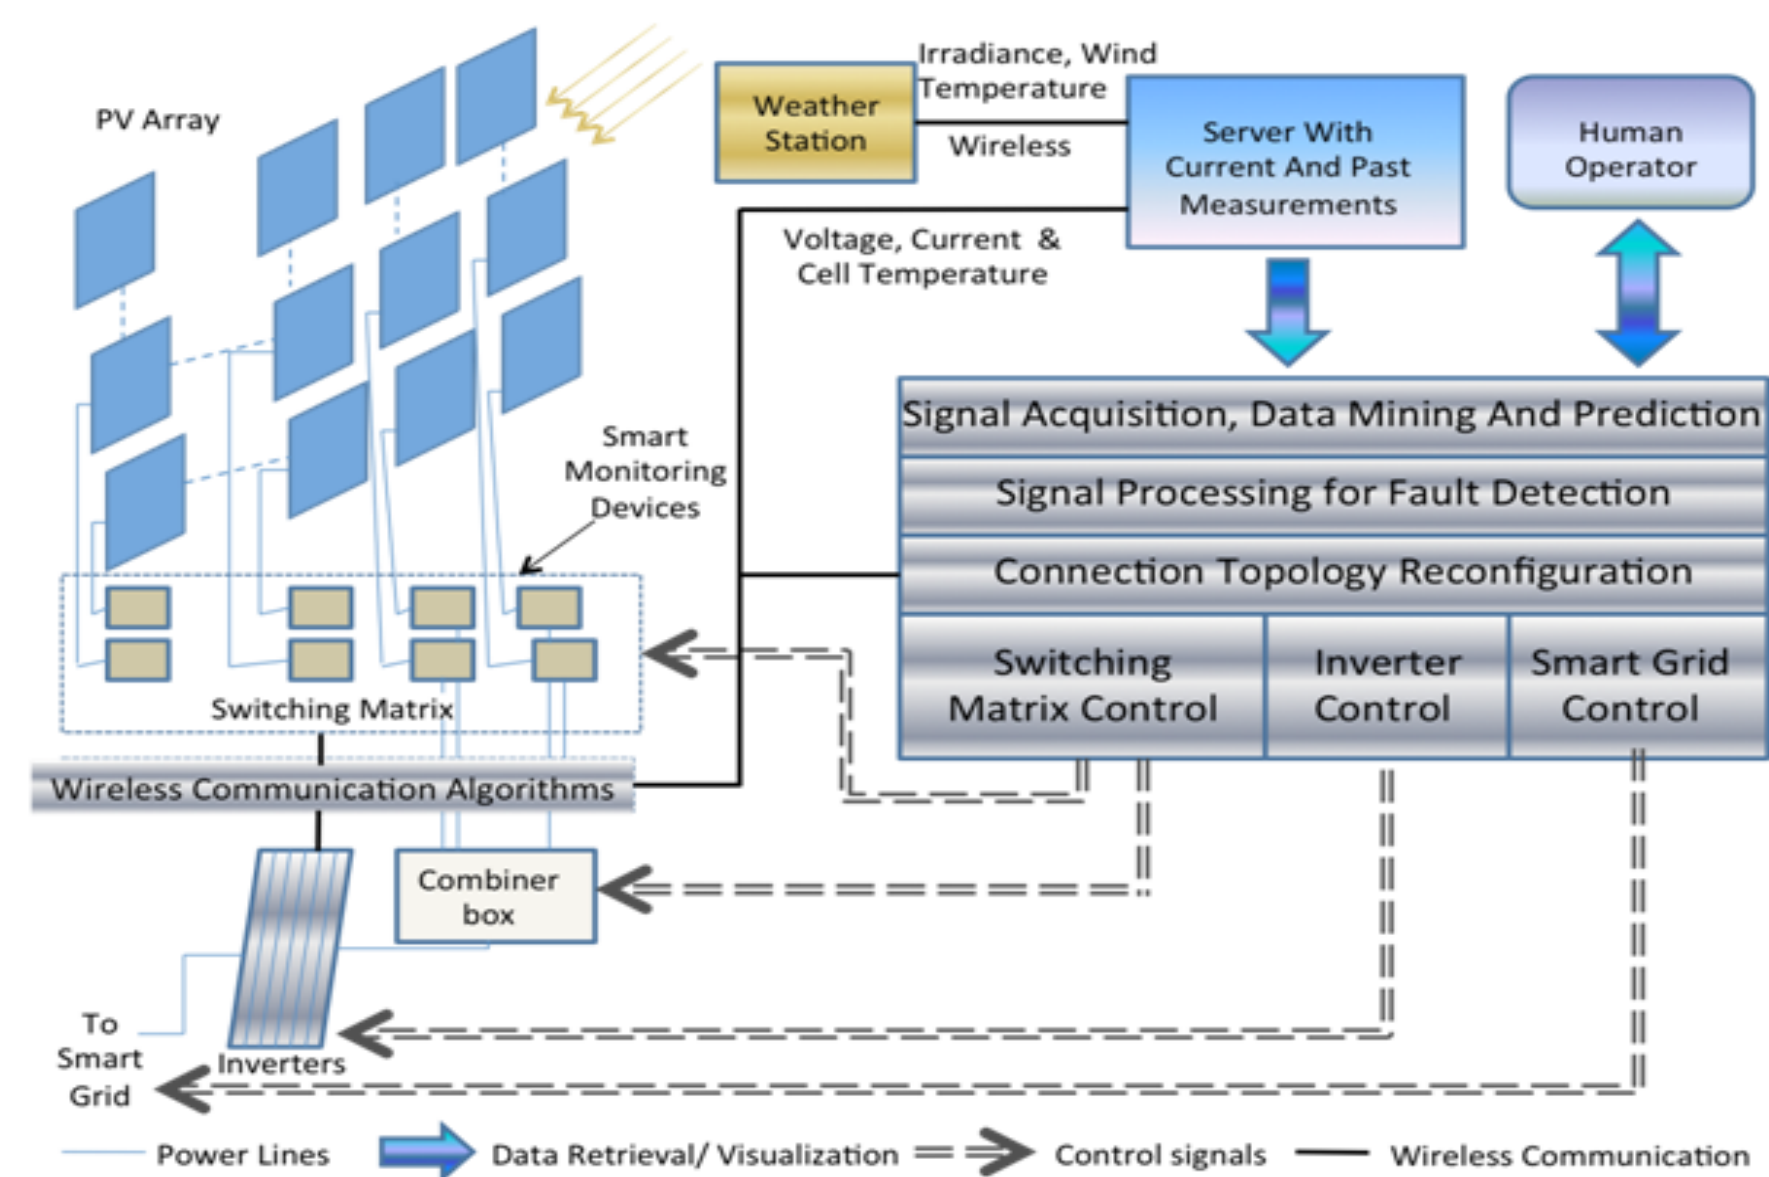 PV Array
Weather
Station
Irradiance, Wind
Temperature
Wireless
Server With
Current And Past
Measurements
Human
Operator
Voltage, Current &
Cell Temperature
Smart
Monitoring
Devices
Signal Acquisition, Data Mining And Prediction
Signal Processing for Fault Detection
Connection Topology Reconfiguration
Switching
Matrix Control
Inverter
Control
Smart Grid
Control
Switching Matrix
Wireless Communication Algorithms
Combiner
box
To
Smart
Grid
Inverters
Power Lines
Data Retrieval/ Visualization
Control signals
Wireless Communication